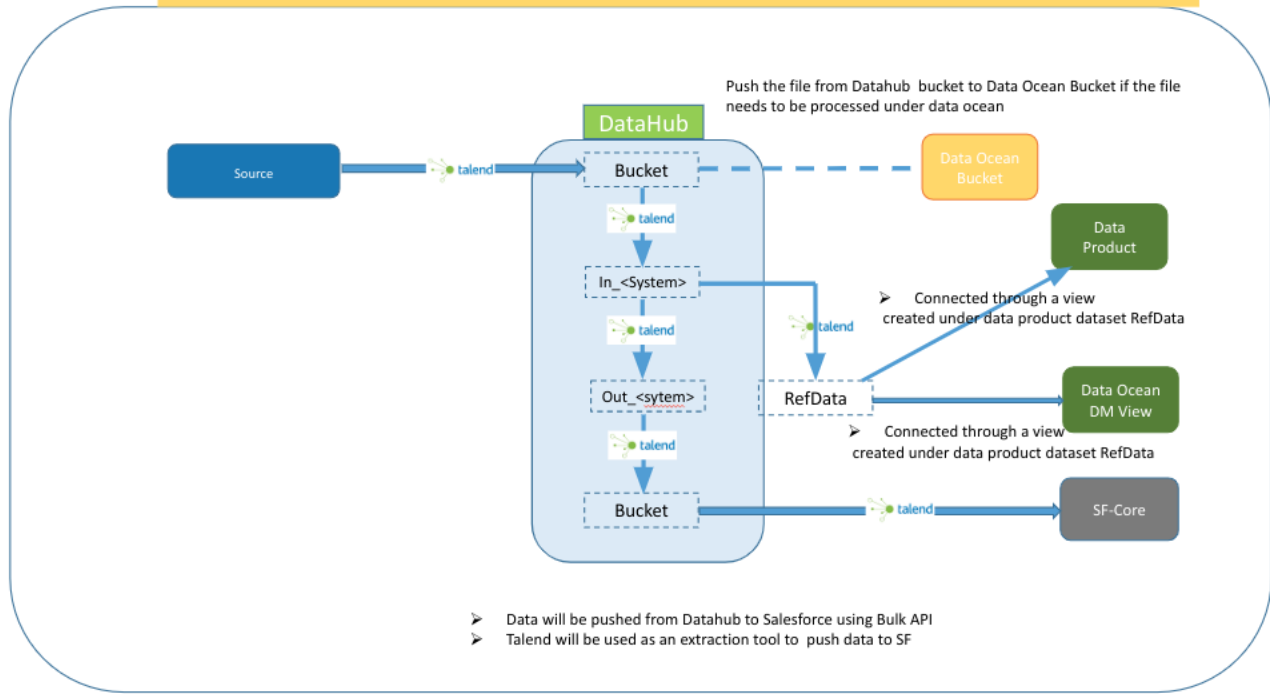 Push the file from Datahub bucket to Data Ocean Bucket if the file
needs to be processed under data ocean
DataHub
Source
talend
Bucket
Data Ocean
Bucket
talend
Data
Product
In_<System>
➢ Connected through a view
created under data product dataset RefData
talend
talend
Out_<sytem>
RefData
Data Ocean
DM View
➢ Connected through a view
created under data product dataset RefData
talend
Bucket
talend
SF-Core
➢ Data will be pushed from Datahub to Salesforce using Bulk API
➢ Talend will be used as an extraction tool to push data to SF